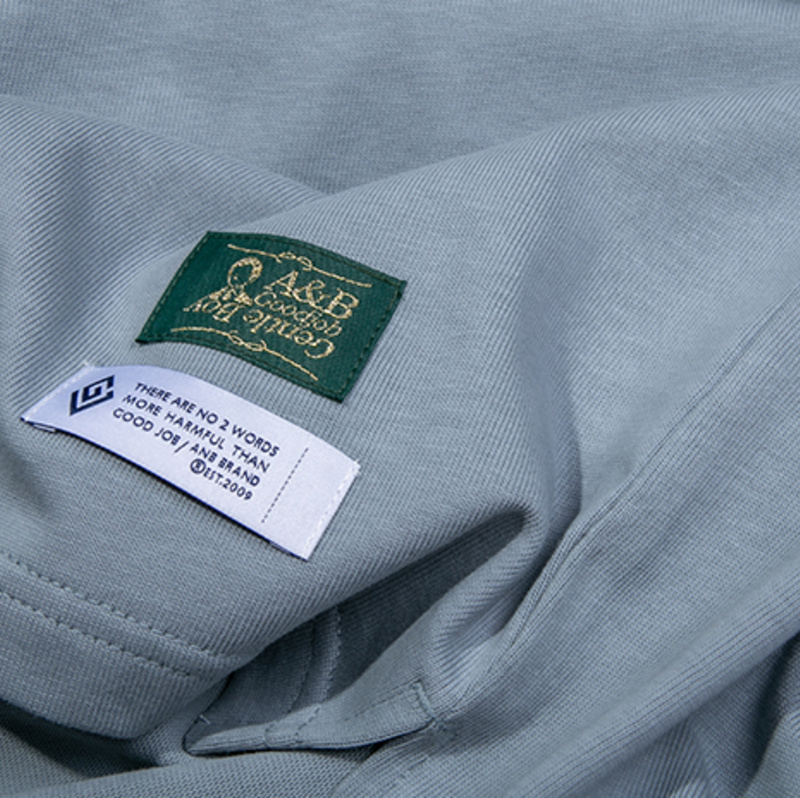 A&B
GoodJob
Gentle Boy
THERE ARE NO 2 WORDS
MORE HARMFUL THAN
GOOD JOB / ANB BRAND
®EST.2009